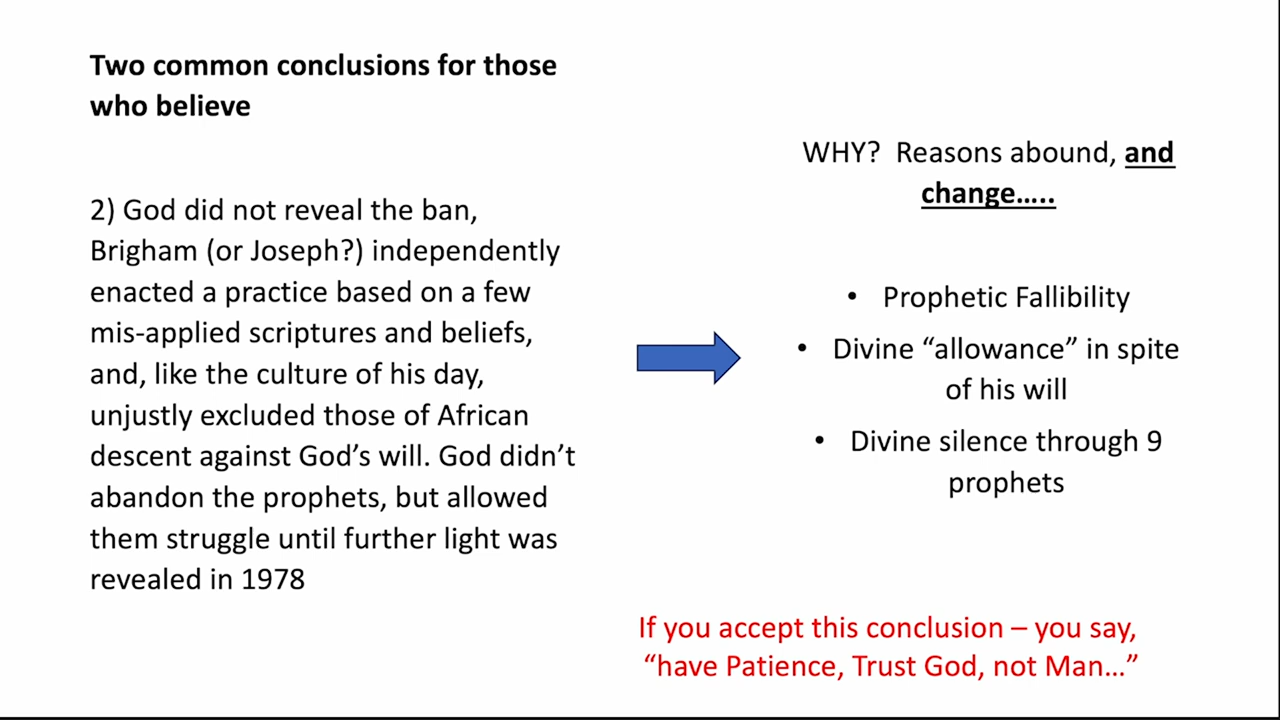 Two common conclusions for those
who believe
2) God did not reveal the ban,
Brigham (or Joseph?) independently
enacted a practice based on a few
mis-applied scriptures and beliefs,
and, like the culture of his day,
unjustly excluded those of African
descent against God’s will. God didn’t
abandon the prophets, but allowed
them struggle until further light was
revealed in 1978
WHY?  Reasons abound, and
change…..
• Prophetic Fallibility
• Divine “allowance” in spite
of his will
• Divine silence through 9
prophets
If you accept this conclusion – you say,
“have Patience, Trust God, not Man…”